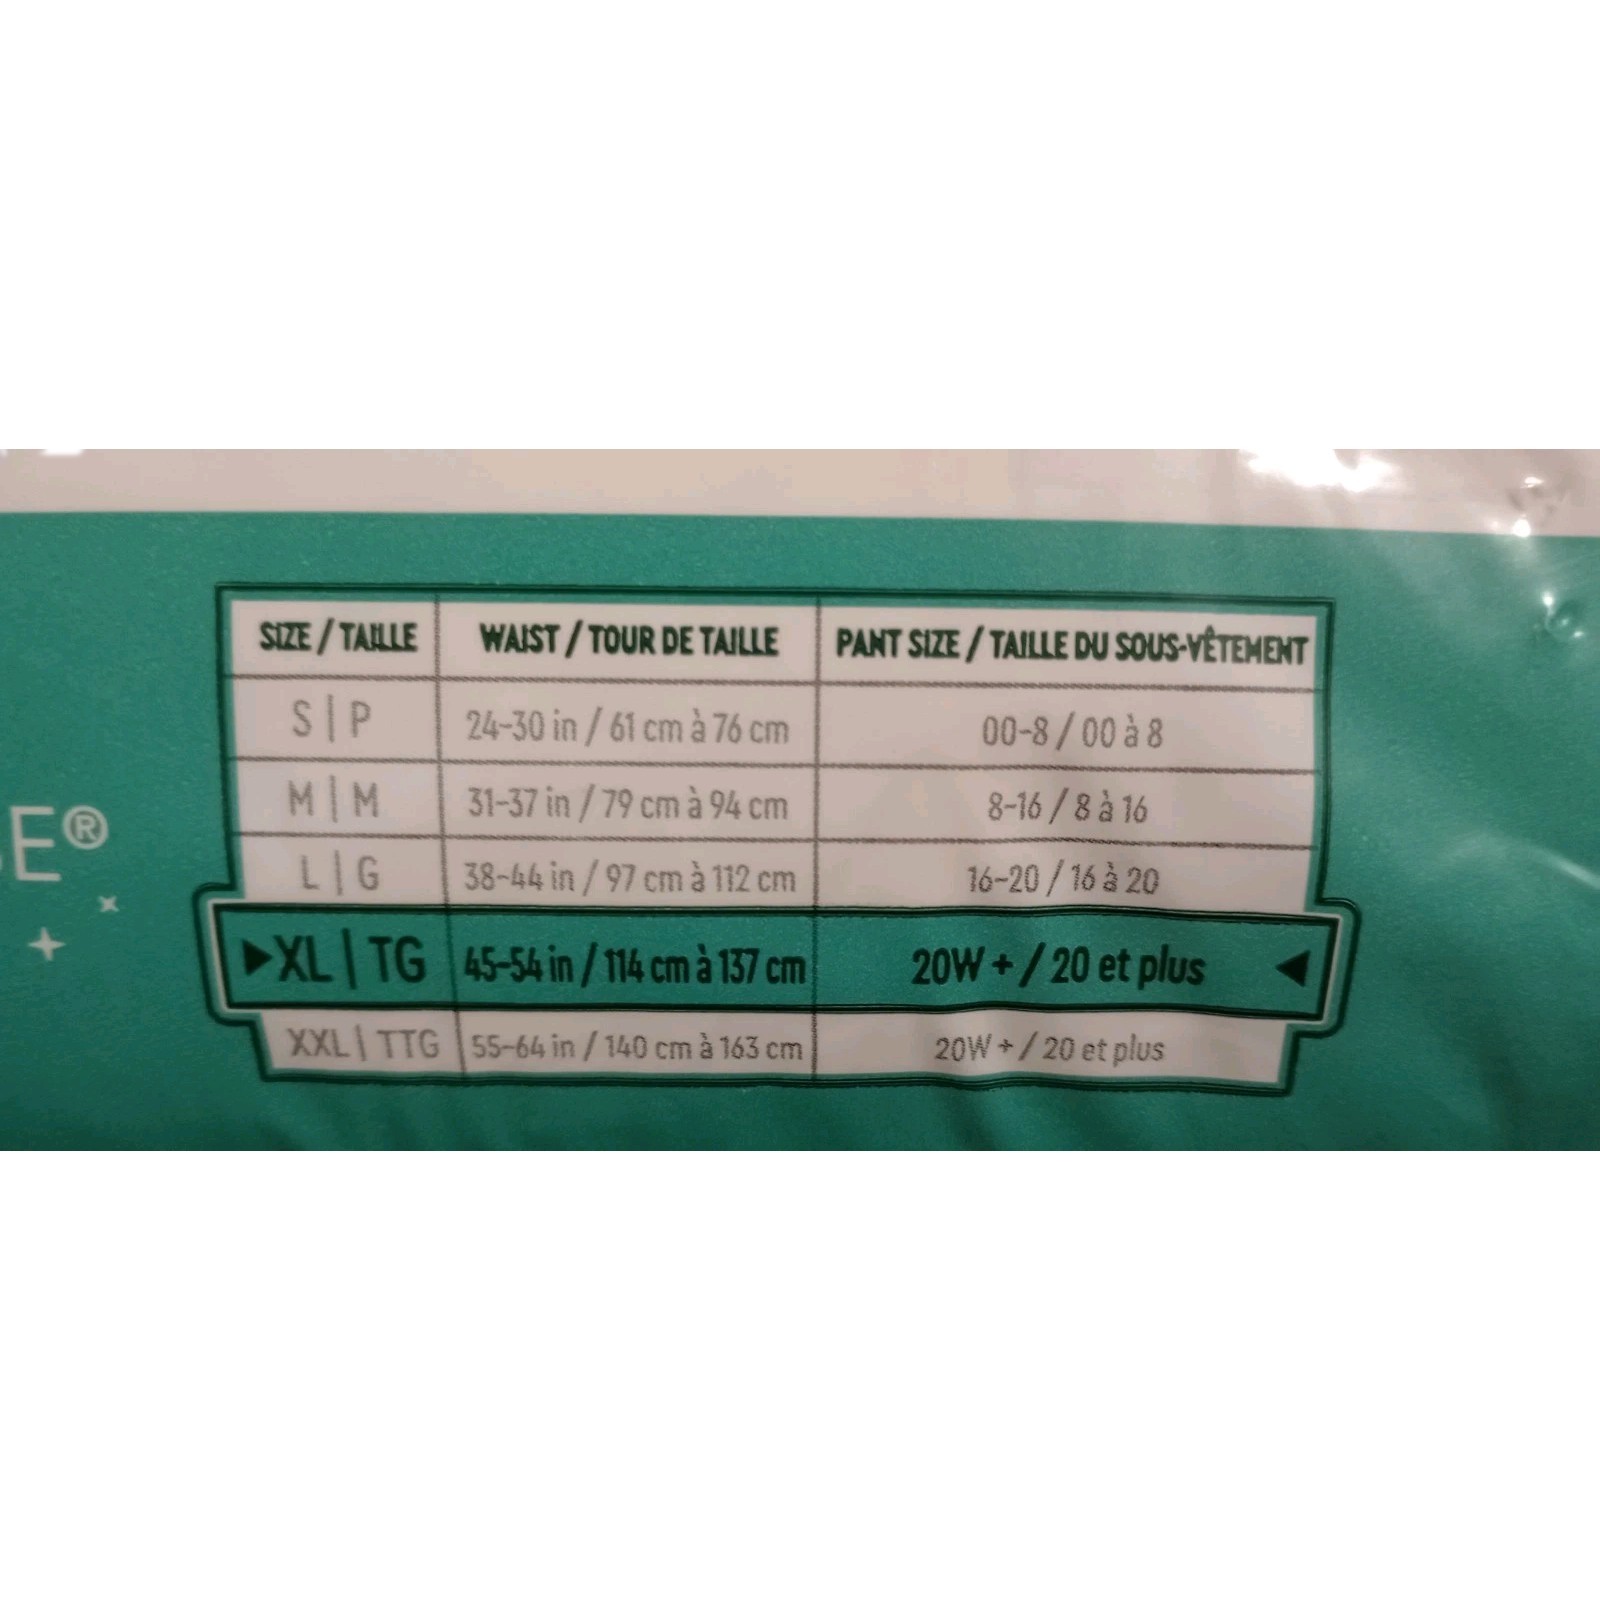 SIZE / TAILLE WAIST / TOUR DE TAILLE PANT SIZE / TAILLE DU SOUS-VÊTEMENT
S | P 24-30 in / 61 cm à 76 cm 00-8 / 00 à 8
M | M 31-37 in / 79 cm à 94 cm 8-16 / 8 à 16
L | G 38-44 in / 97 cm à 112 cm 16-20 / 16 à 20
XL | TG 45-54 in / 114 cm à 137 cm 20W + / 20 et plus
XXL | TTG 55-64 in / 140 cm à 163 cm 20W + / 20 et plus